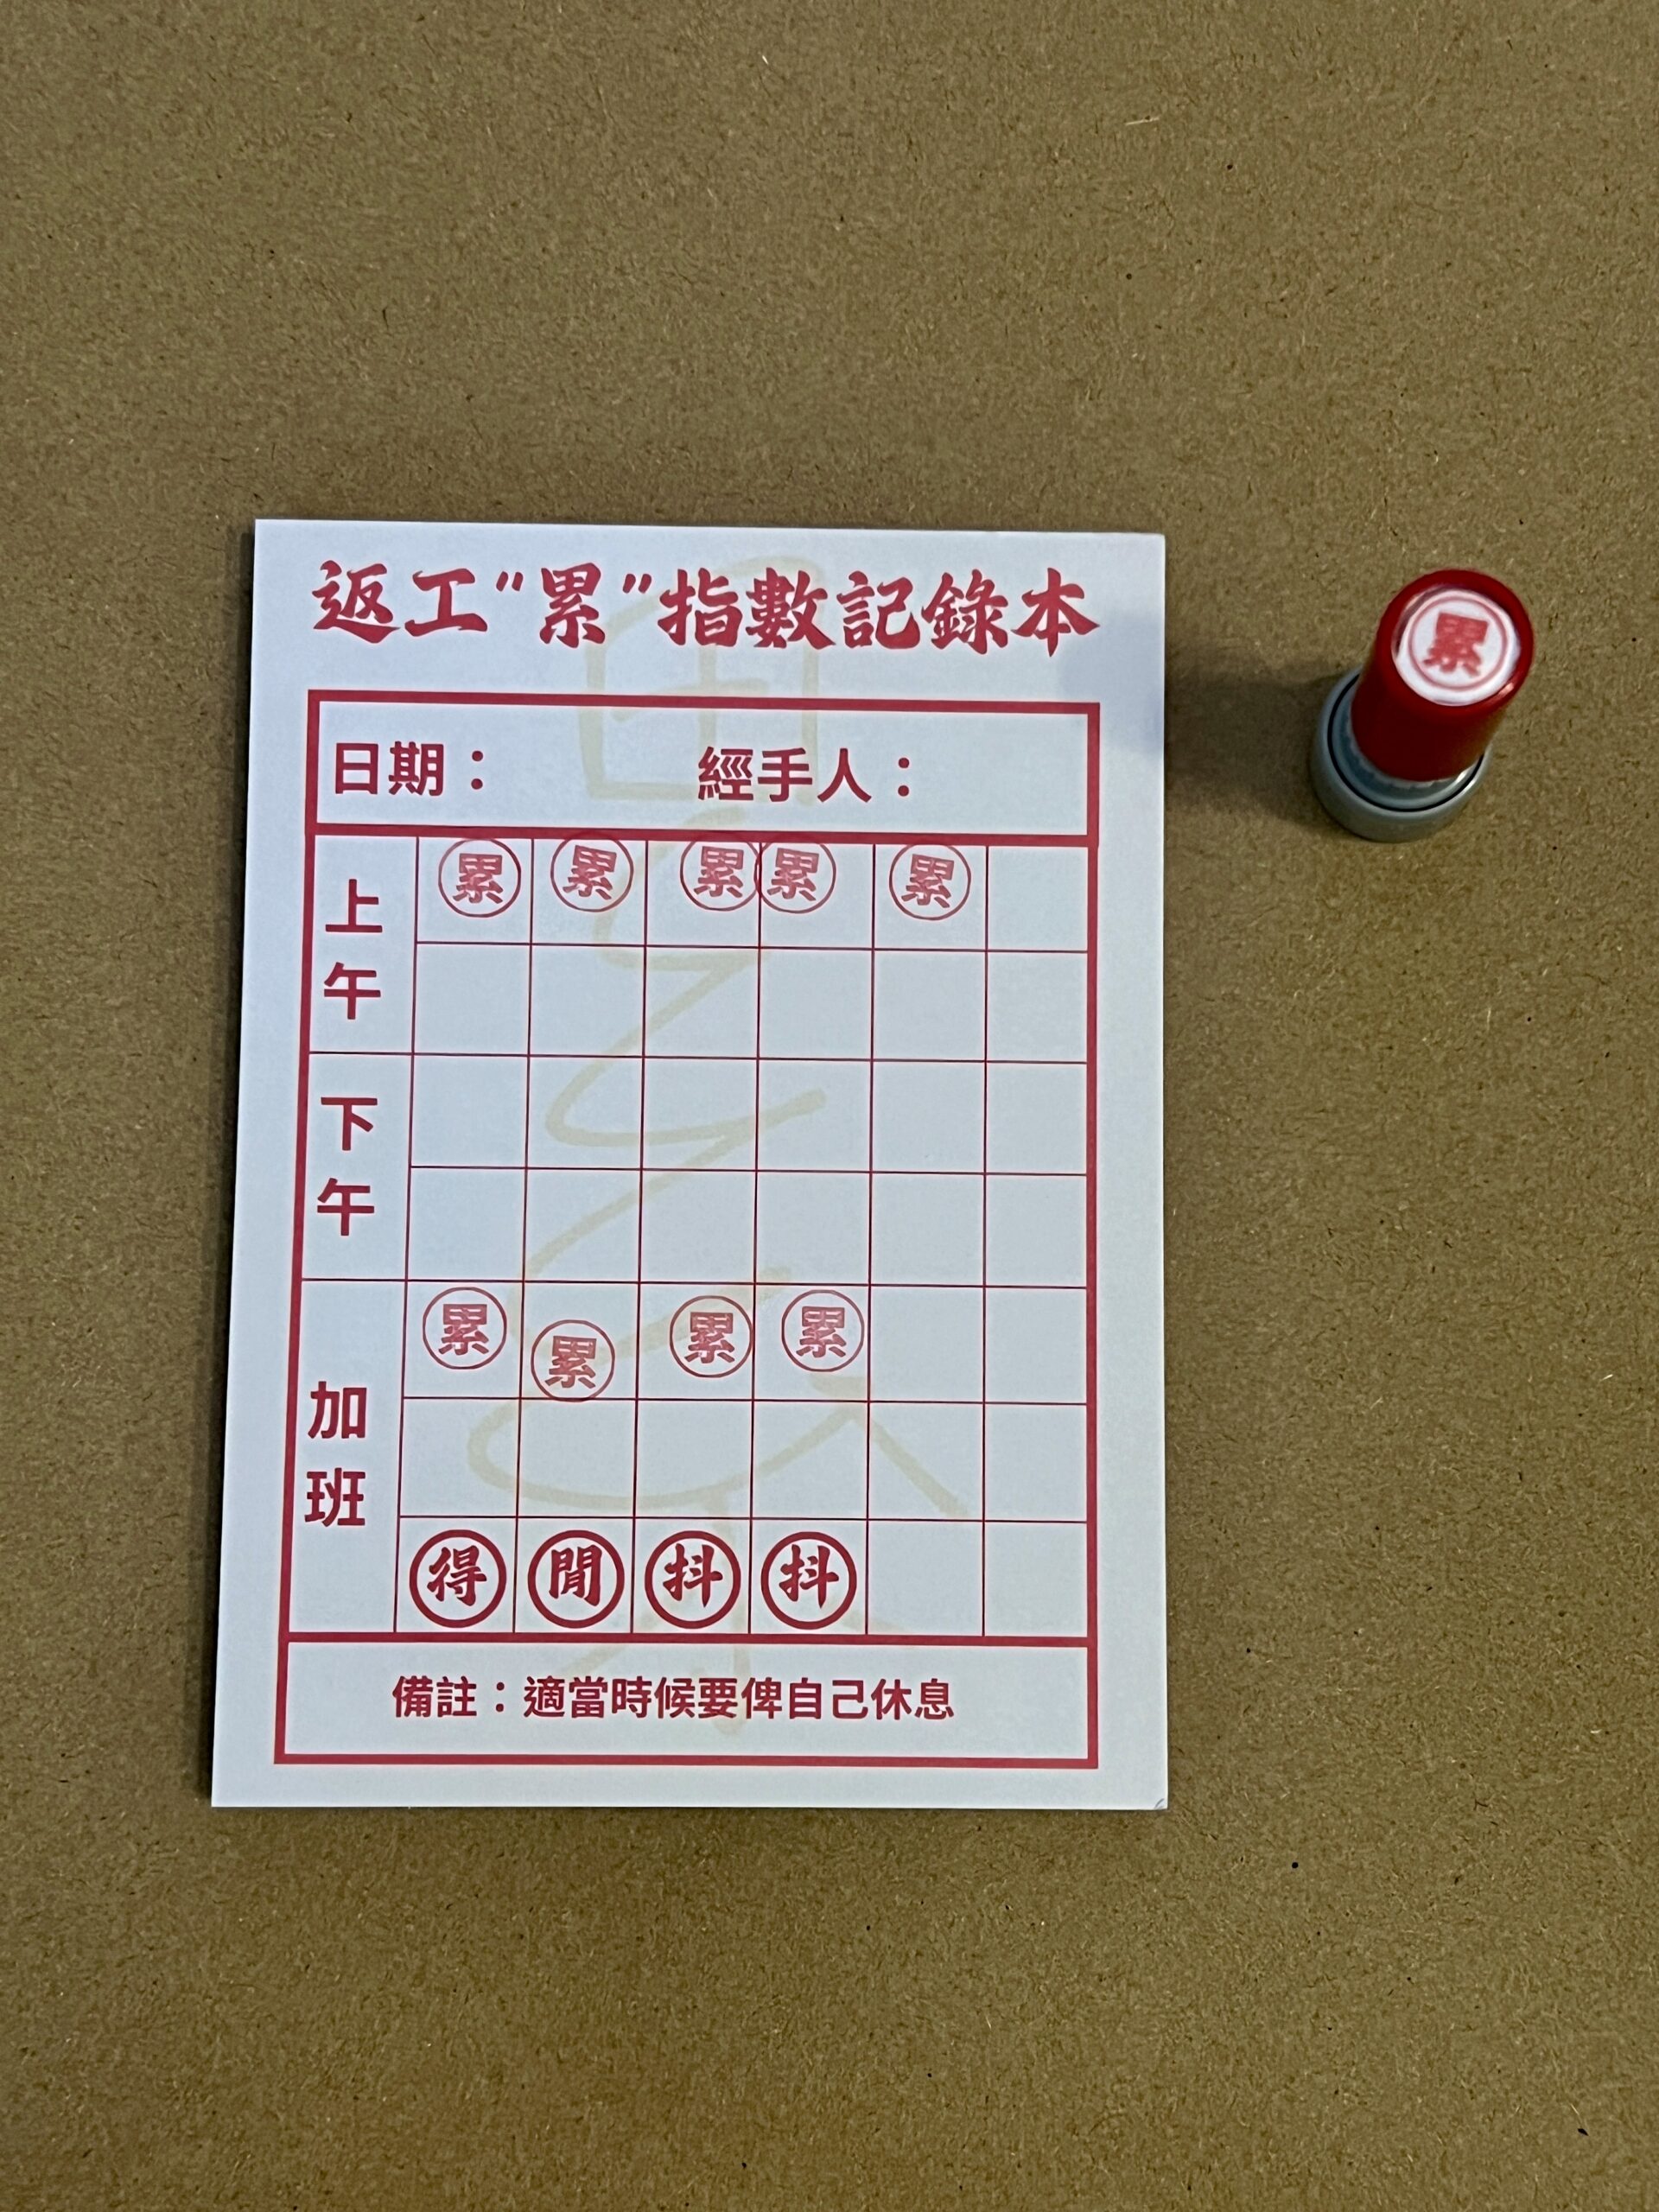 返工“累”指數記錄本
累
日期： 經手人：
上午
累 累 累 累 累
下午
加班
累 累 累 累
得 閒 抖 抖
備註：適當時候要俾自己休息